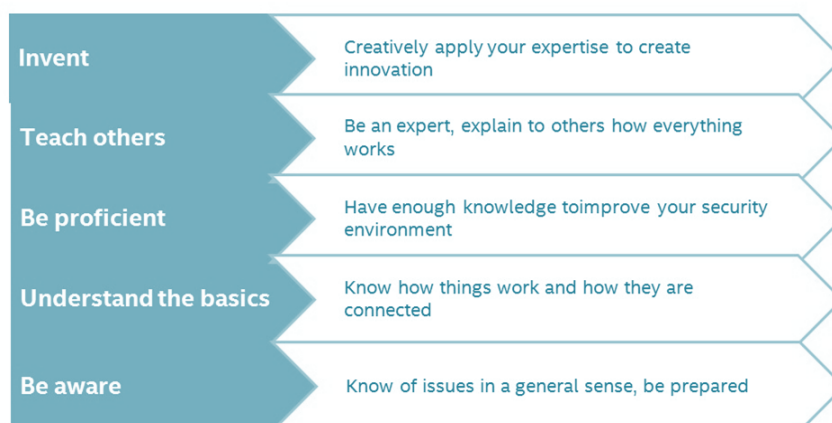 Invent
Creatively apply your expertise to create
innovation
Teach others
Be an expert, explain to others how everything
works
Be proficient
Have enough knowledge toimprove your security
environment
Understand the basics
Know how things work and how they are
connected
Be aware
Know of issues in a general sense, be prepared